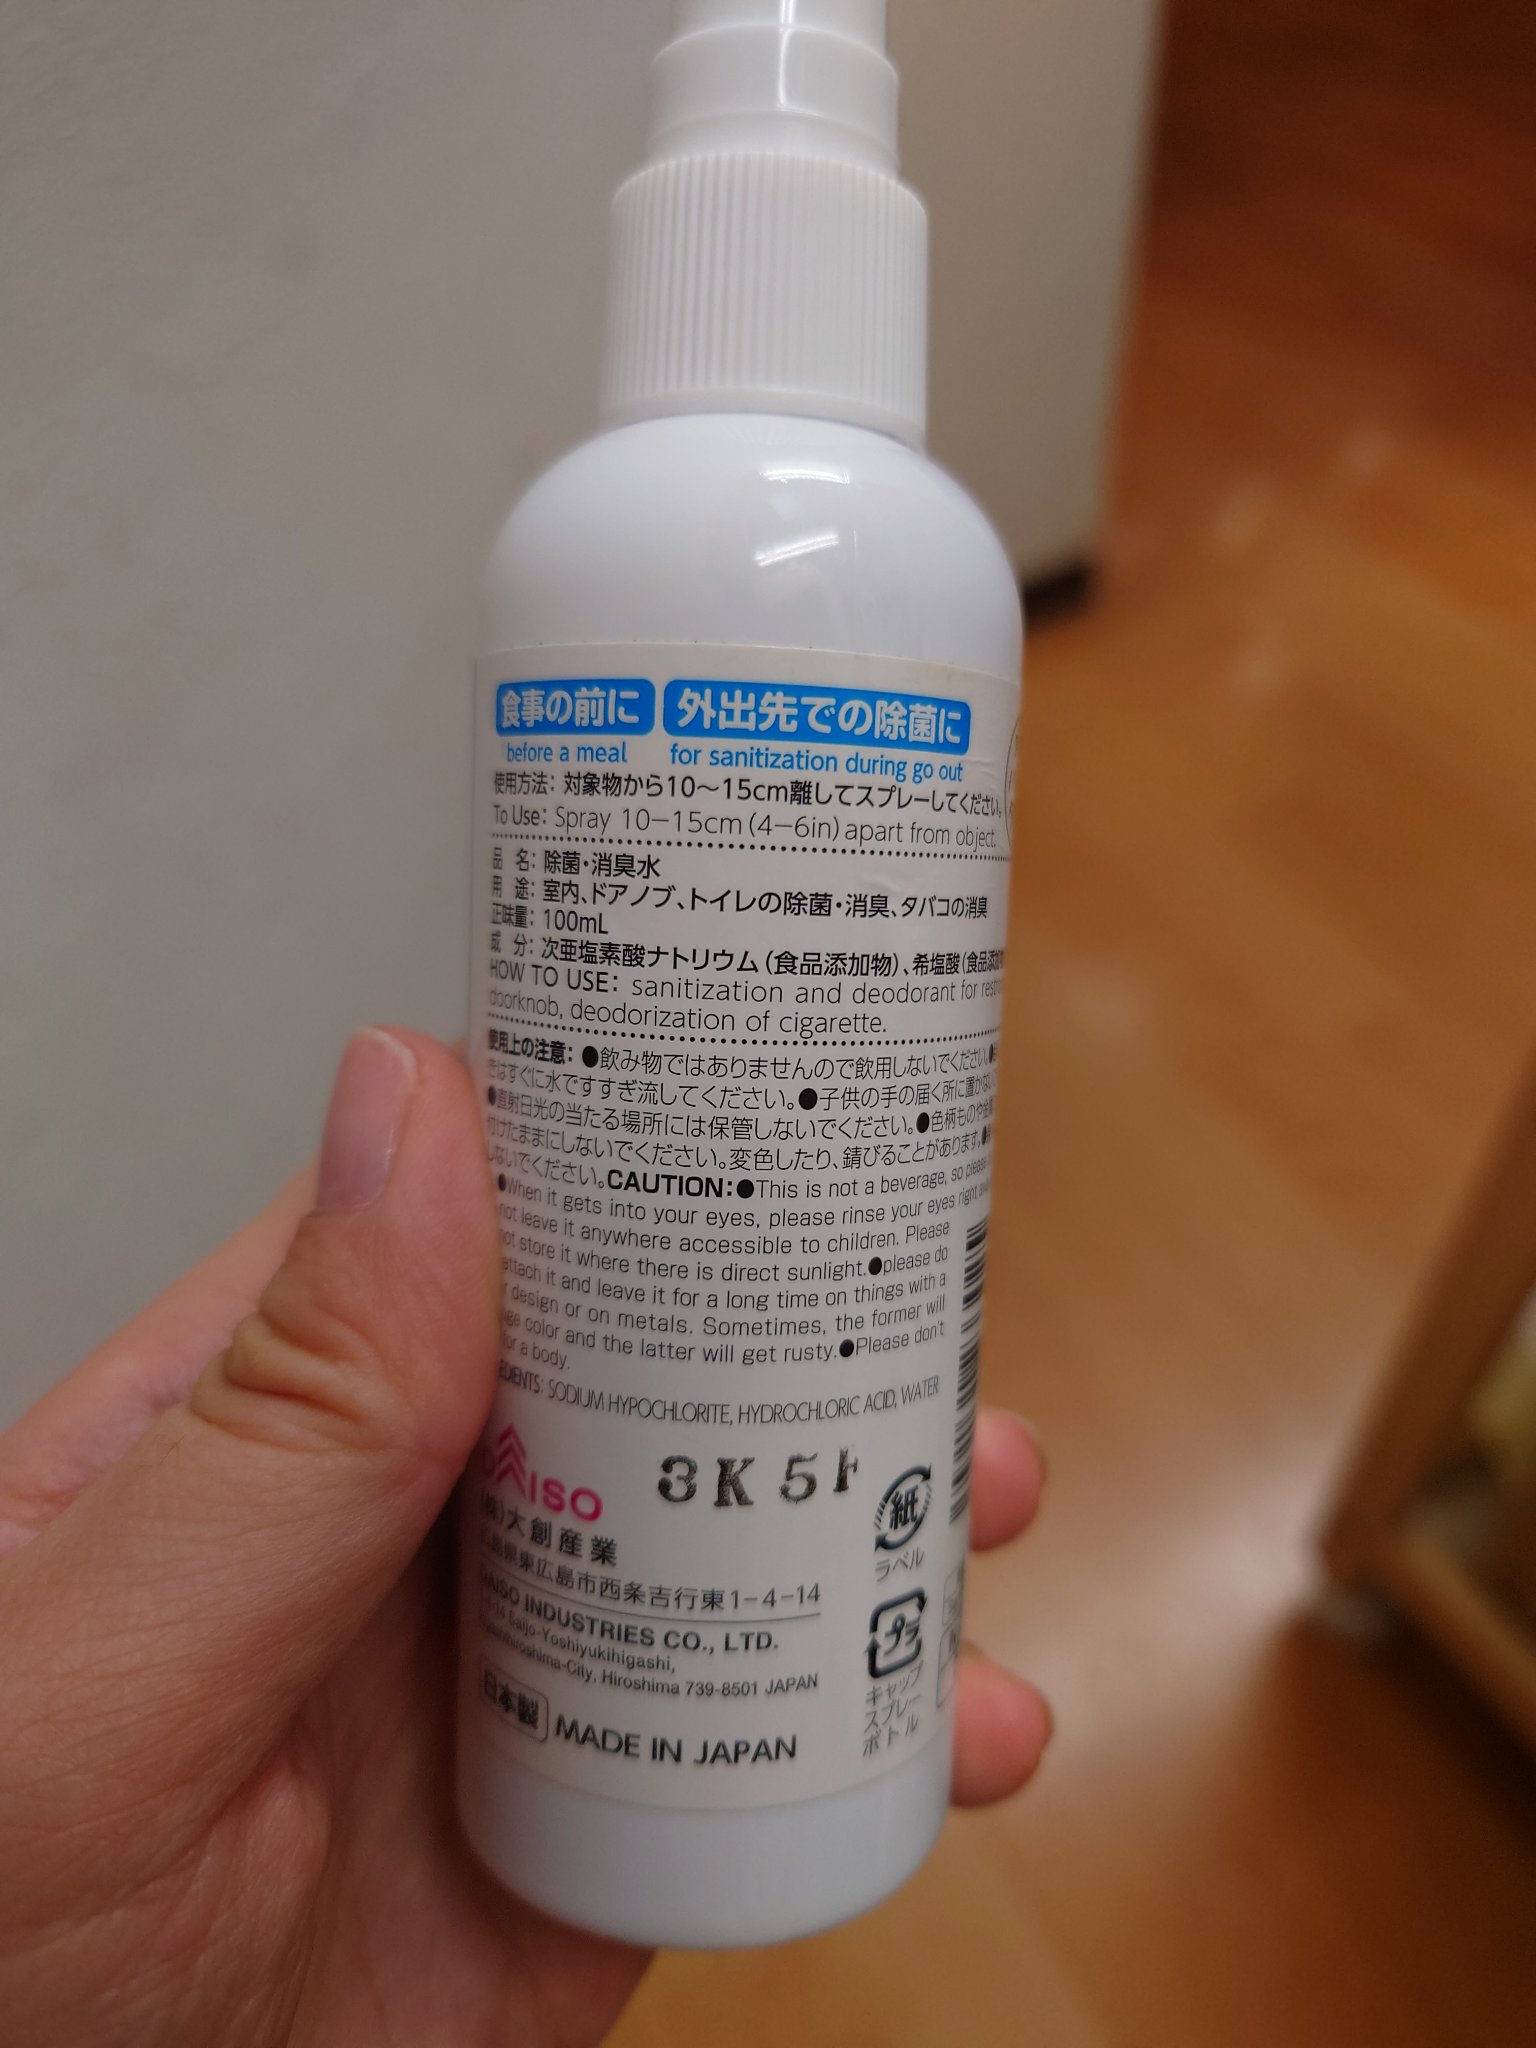 食事の前に 外出先での除菌に
before a meal for sanitization during go out
使用方法：対象物から10～15cm離してスプレーしてください。
To Use: Spray 10－15cm (4－6in) apart from object.
品 名：除菌・消臭水
用 途：室内、ドアノブ、トイレの除菌・消臭、タバコの消臭
正味量：100mL
成 分：次亜塩素酸ナトリウム（食品添加物）、希塩酸（食品添加
HOW TO USE: sanitization and deodorant for
doorknob, deodorization of cigarette.
使用上の注意：●飲み物ではありませんので飲用しないでください。●
きはすぐに水ですすぎ流してください。●子供の手の届く所に置かない
●直射日光の当たる場所には保管しないでください。●色柄ものや金
付けたままにしないでください。変色したり、錆びることがあります。●
しないでください。CAUTION:●This is not a beverage, so please
●When it gets into your eyes, please rinse your eyes right
not leave it anywhere accessible to children. Please
not store it where there is direct sunlight.●please do
attach it and leave it for a long time on things with a
design or on metals. Sometimes, the former will
color and the latter will get rusty.●Please don't
for a body.
SODIUM HYPOCHLORITE, HYDROCHLORIC ACID, WATER
DAISO
3K5
(株)大創産業
広島県東広島市西条吉行東1-4-14
DAISO INDUSTRIES CO., LTD.
Saijo-Yoshiyukihigashi,
Higashihiroshima-City, Hiroshima 739-8501 JAPAN
日本製 MADE IN JAPAN
紙
ラベル
プラ
キャップ
スプレー
ボトル